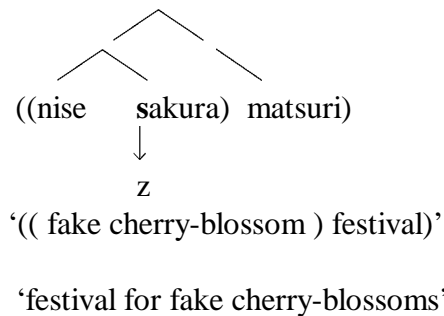 ((nise sakura) matsuri)
z
‘(( fake cherry-blossom ) festival)’
‘festival for fake cherry-blossoms’